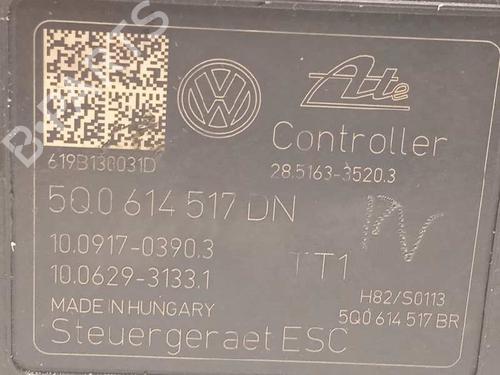 Ate
Controller
28.5163-3520.3
619B130031D
5Q0 614 517 DN
10.0917-0390.3
TT1
10.0629-3133.1
H82/S0113
MADE IN HUNGARY
5Q0 614 517 BR
Steuergeraet ESC
B-PARTS